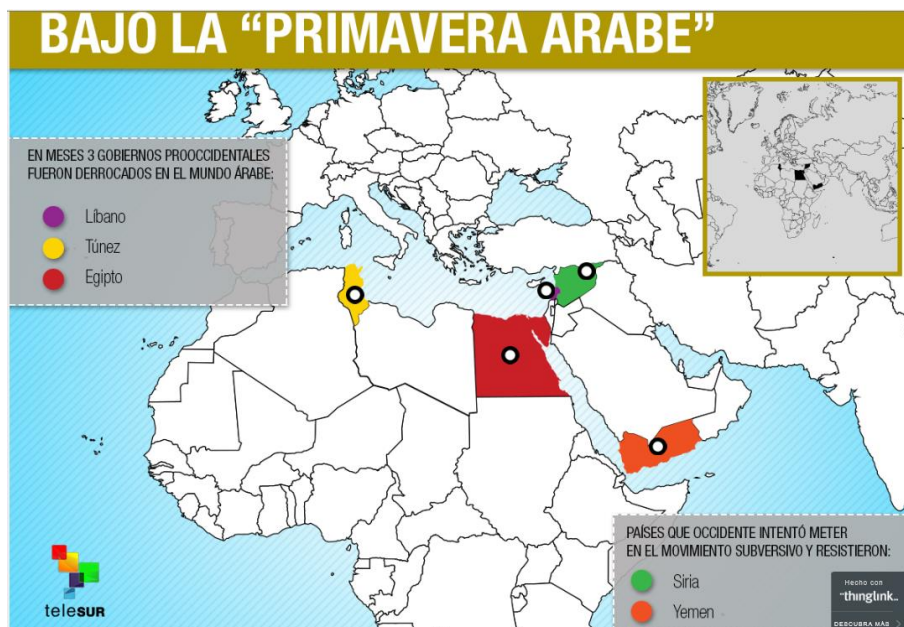 BAJO LA “PRIMAVERA ARABE”
EN MESES 3 GOBIERNOS PROOCCIDENTALES
FUERON DERROCADOS EN EL MUNDO ÁRABE:
Líbano
Túnez
Egipto
PAÍSES QUE OCCIDENTE INTENTÓ METER
EN EL MOVIMIENTO SUBVERSIVO Y RESISTIERON:
Siria
Yemen
teleSUR
Hecho con
"thinglink..
DESCUBRA MÁS